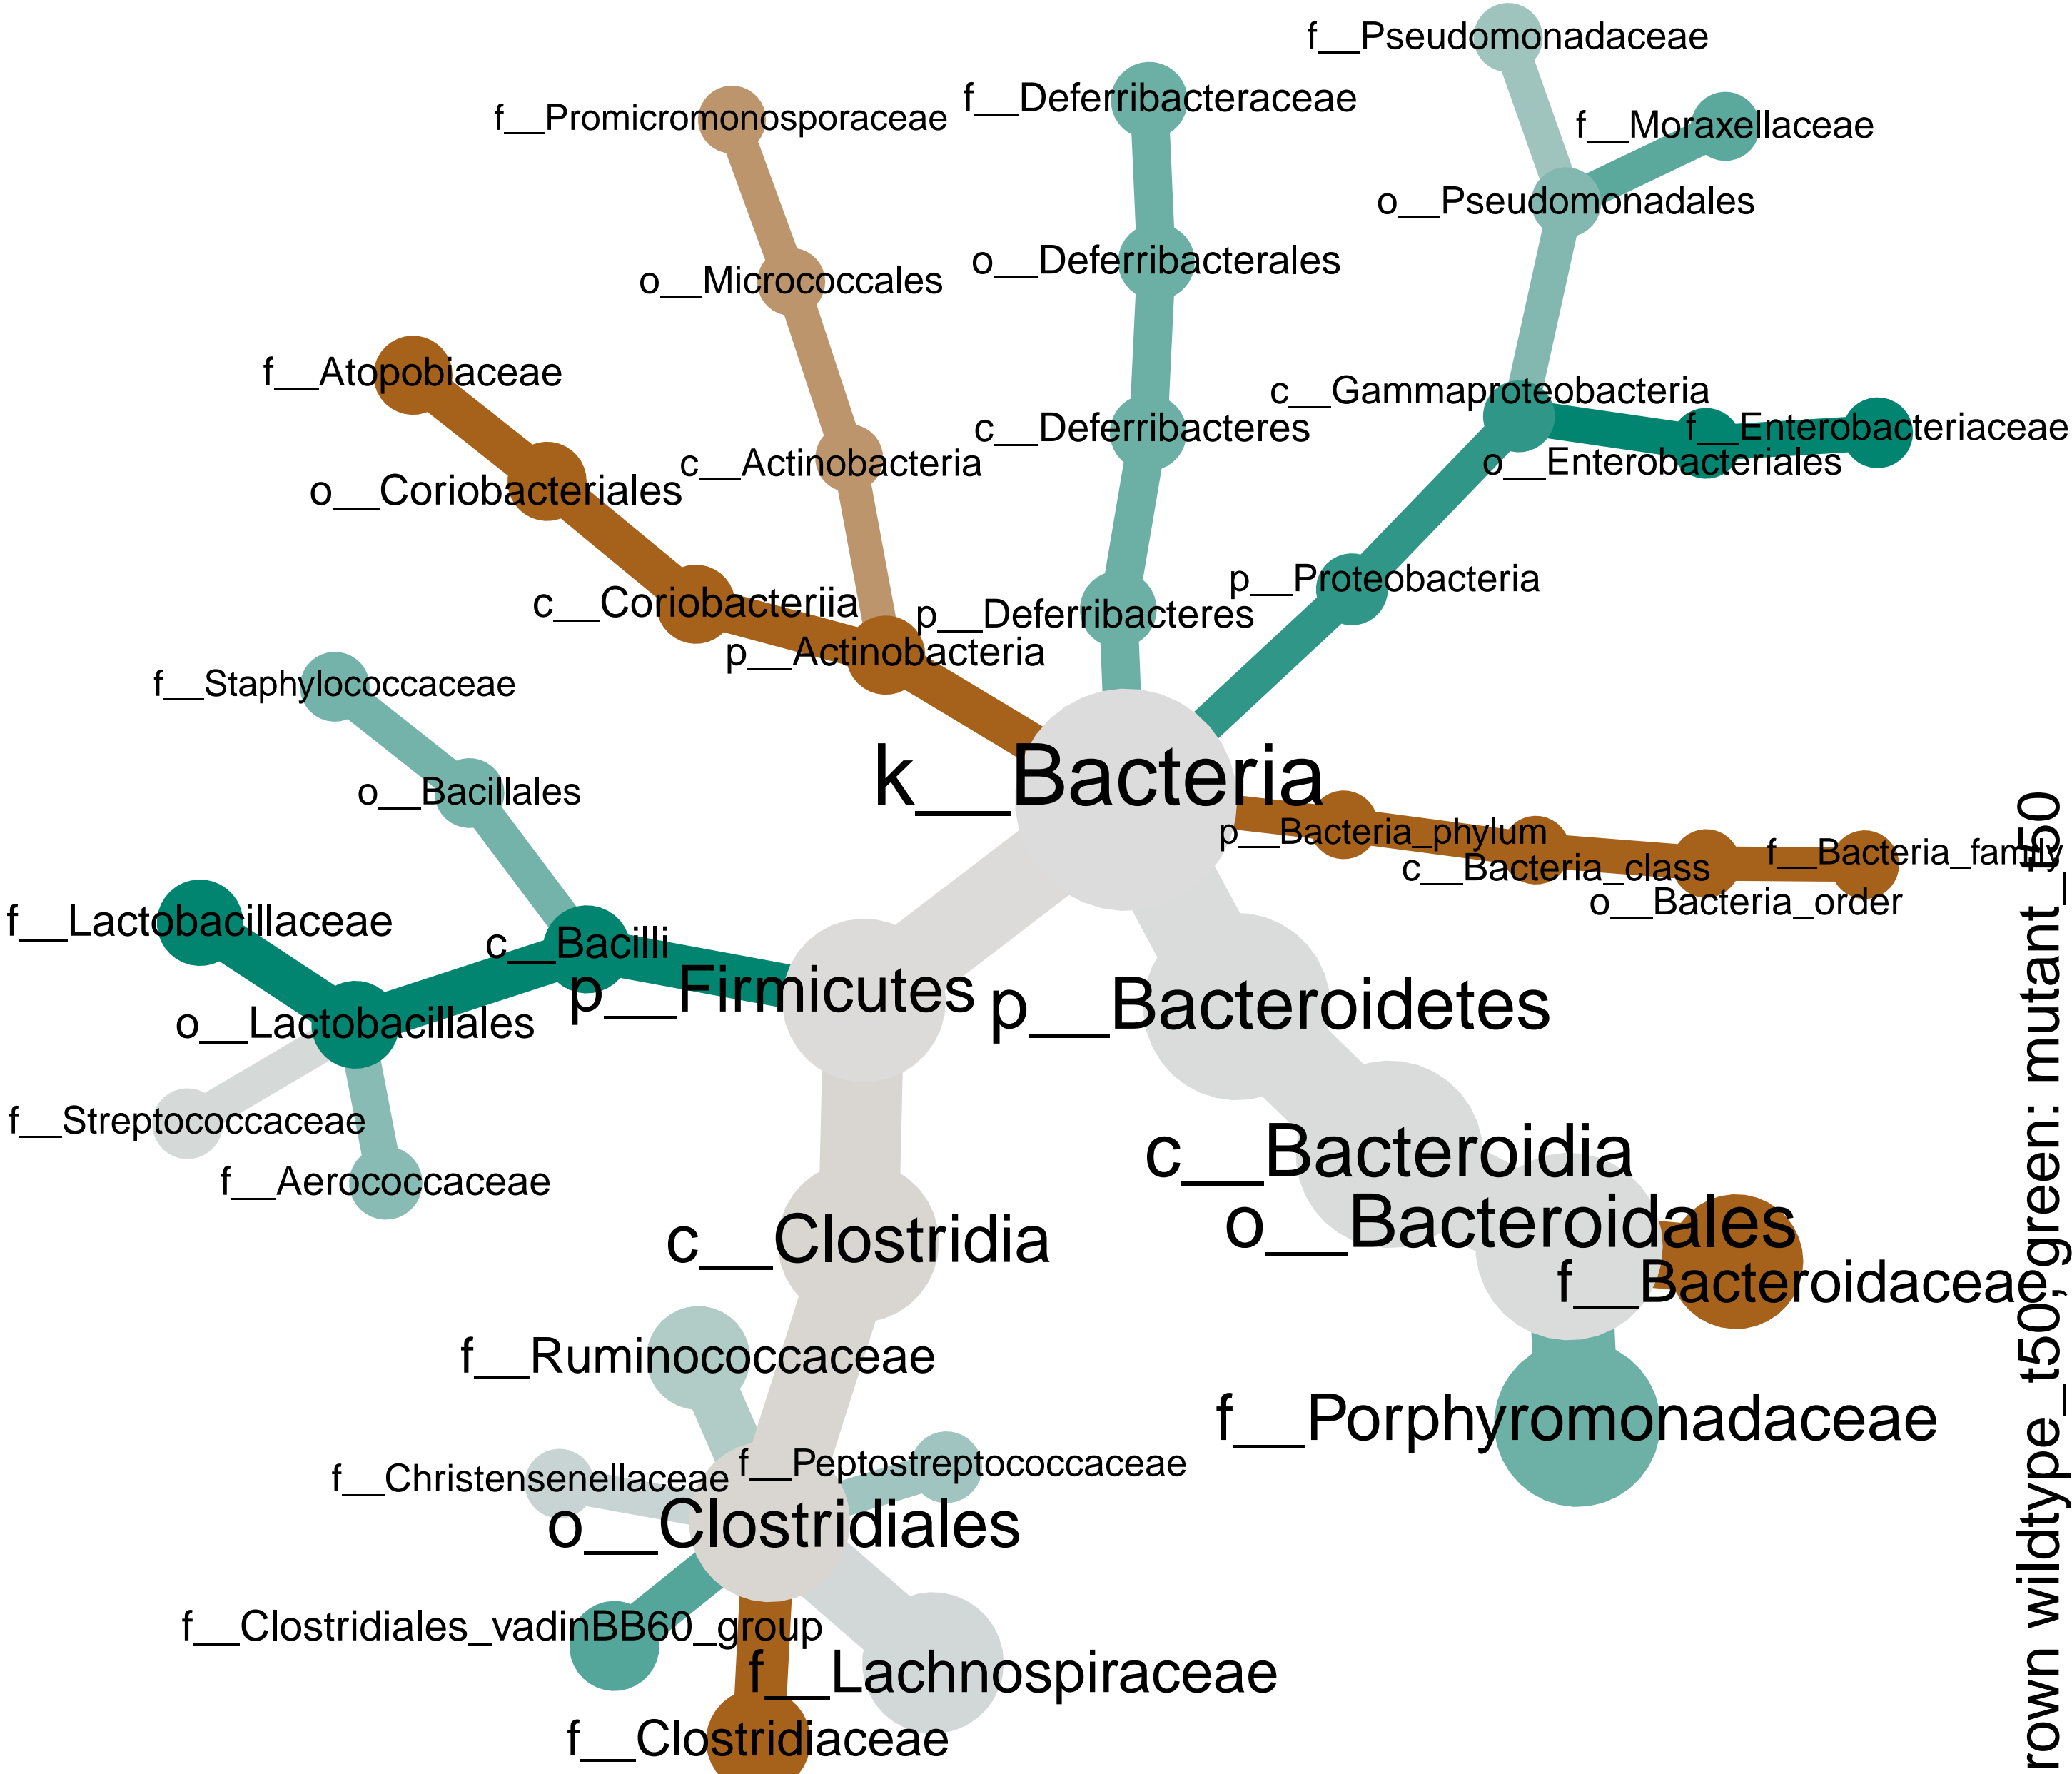 f__Pseudomonadaceae
f__Deferribacteraceae
f__Promicromonosporaceae
f__Moraxellaceae
o__Pseudomonadales
o__Deferribacterales
o__Micrococcales
f__Atopobiaceae
c__Gammaproteobacteria
c__Deferribacteres
f__Enterobacteriaceae
c__Actinobacteria
o__Enterobacteriales
o__Coriobacteriales
p__Proteobacteria
c__Coriobacteriia
p__Deferribacteres
p__Actinobacteria
f__Staphylococcaceae
k__Bacteria
o__Bacillales
p__Bacteria_phylum
f__Bacteria_family
c__Bacteria_class
o__Bacteria_order
f__Lactobacillaceae
c__Bacilli
p__Firmicutes
p__Bacteroidetes
o__Lactobacillales
f__Streptococcaceae
c__Bacteroidia
f__Aerococcaceae
o__Bacteroidales
c__Clostridia
f__Bacteroidaceae
f__Ruminococcaceae
f__Porphyromonadaceae
f__Peptostreptococcaceae
f__Christensenellaceae
o__Clostridiales
f__Clostridiales_vadinBB60_group
f__Lachnospiraceae
f__Clostridiaceae
rown wildtype_t50, green: mutant_t50